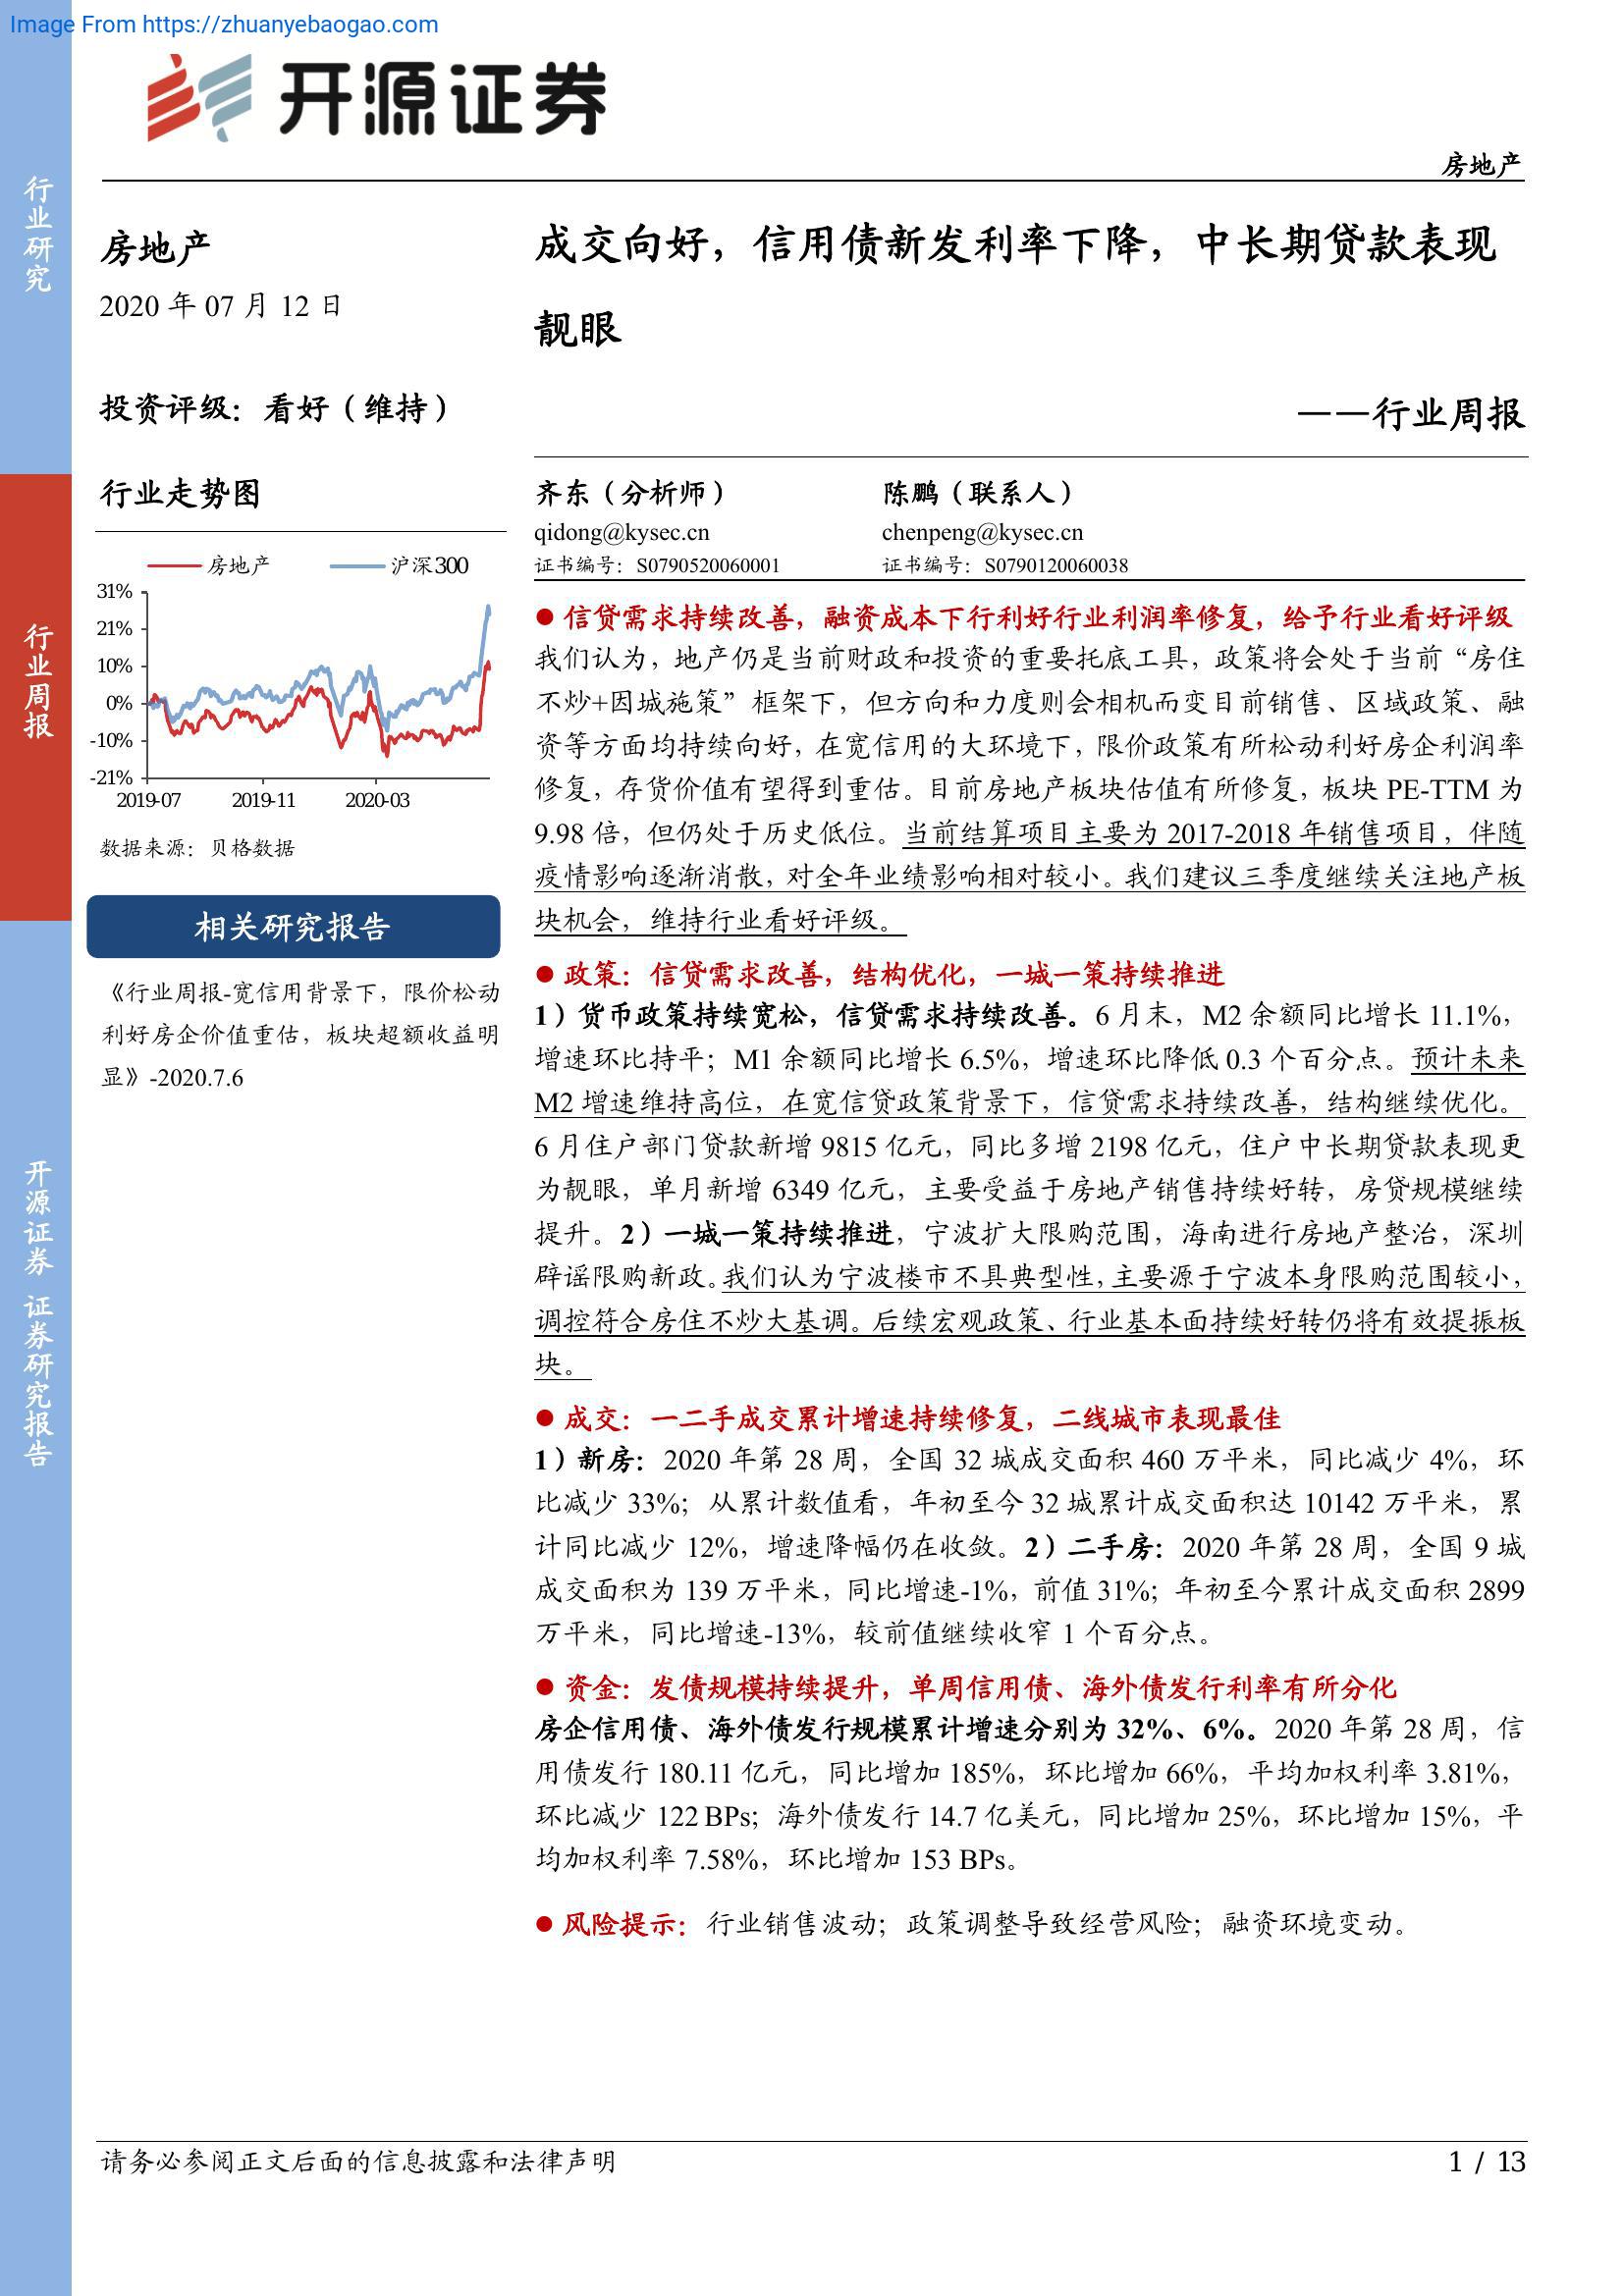 Image From https://zhuanyebaogao.com
开源证券
房地产
行业研究
行业周报
开源证券 证券研究报告
房地产
2020 年 07 月 12 日
投资评级：看好（维持）
行业走势图
房地产 沪深300
31%
21%
10%
0%
-10%
-21%
2019-07 2019-11 2020-03
数据来源：贝格数据
相关研究报告
《行业周报-宽信用背景下，限价松动
利好房企价值重估，板块超额收益明
显》-2020.7.6
成交向好，信用债新发利率下降，中长期贷款表现
靓眼
——行业周报
齐东（分析师） 陈鹏（联系人）
qidong@kysec.cn chenpeng@kysec.cn
证书编号：S0790520060001 证书编号：S0790120060038
● 信贷需求持续改善，融资成本下行利好行业利润率修复，给予行业看好评级
我们认为，地产仍是当前财政和投资的重要托底工具，政策将会处于当前“房住
不炒+因城施策”框架下，但方向和力度则会相机而变目前销售、区域政策、融
资等方面均持续向好，在宽信用的大环境下，限价政策有所松动利好房企利润率
修复，存货价值有望得到重估。目前房地产板块估值有所修复，板块 PE-TTM 为
9.98 倍，但仍处于历史低位。当前结算项目主要为 2017-2018 年销售项目，伴随
疫情影响逐渐消散，对全年业绩影响相对较小。我们建议三季度继续关注地产板
块机会，维持行业看好评级。
● 政策：信贷需求改善，结构优化，一城一策持续推进
1）货币政策持续宽松，信贷需求持续改善。6 月末，M2 余额同比增长 11.1%，
增速环比持平；M1 余额同比增长 6.5%，增速环比降低 0.3 个百分点。预计未来
M2 增速维持高位，在宽信贷政策背景下，信贷需求持续改善，结构继续优化。
6 月住户部门贷款新增 9815 亿元，同比多增 2198 亿元，住户中长期贷款表现更
为靓眼，单月新增 6349 亿元，主要受益于房地产销售持续好转，房贷规模继续
提升。2）一城一策持续推进，宁波扩大限购范围，海南进行房地产整治，深圳
辟谣限购新政。我们认为宁波楼市不具典型性，主要源于宁波本身限购范围较小，
调控符合房住不炒大基调。后续宏观政策、行业基本面持续好转仍将有效提振板
块。
● 成交：一二手成交累计增速持续修复，二线城市表现最佳
1）新房：2020 年第 28 周，全国 32 城成交面积 460 万平米，同比减少 4%，环
比减少 33%；从累计数值看，年初至今 32 城累计成交面积达 10142 万平米，累
计同比减少 12%，增速降幅仍在收敛。2）二手房：2020 年第 28 周，全国 9 城
成交面积为 139 万平米，同比增速-1%，前值 31%；年初至今累计成交面积 2899
万平米，同比增速-13%，较前值继续收窄 1 个百分点。
● 资金：发债规模持续提升，单周信用债、海外债发行利率有所分化
房企信用债、海外债发行规模累计增速分别为 32%、6%。2020 年第 28 周，信
用债发行 180.11 亿元，同比增加 185%，环比增加 66%，平均加权利率 3.81%，
环比减少 122 BPs；海外债发行 14.7 亿美元，同比增加 25%，环比增加 15%，平
均加权利率 7.58%，环比增加 153 BPs。
● 风险提示：行业销售波动；政策调整导致经营风险；融资环境变动。
请务必参阅正文后面的信息披露和法律声明 1 / 13